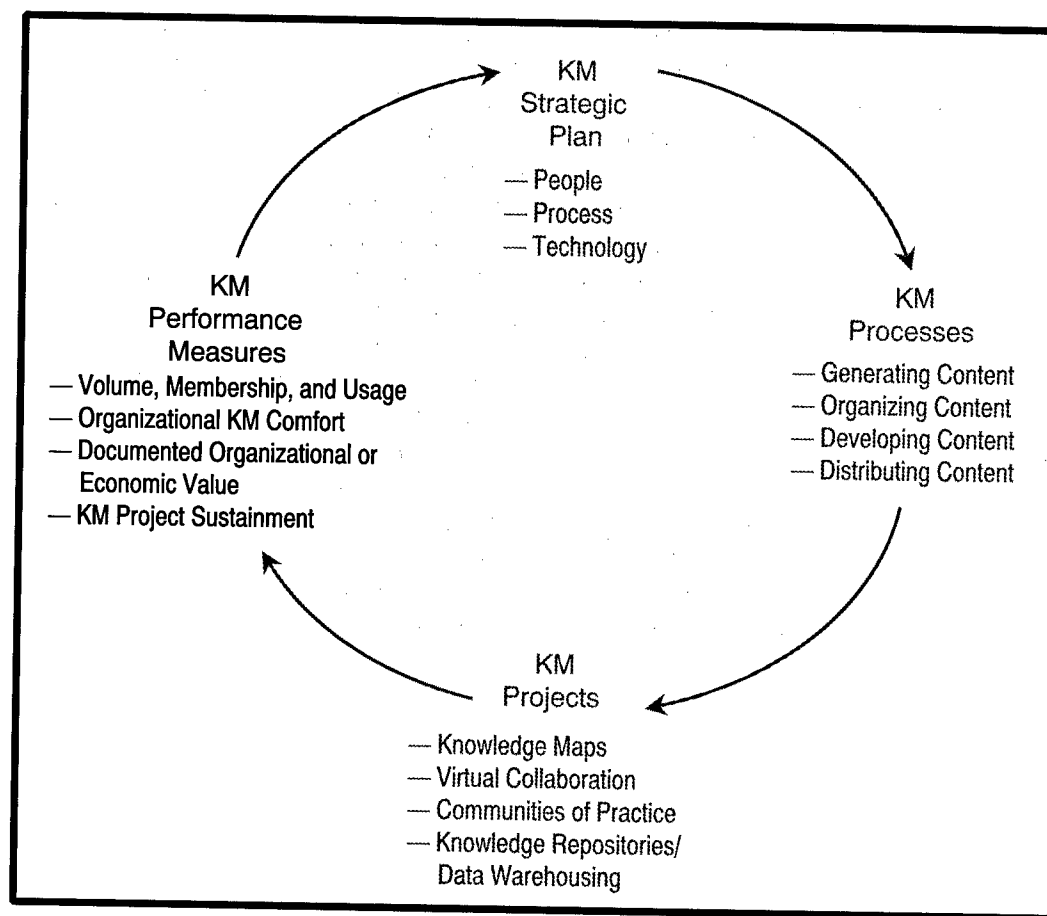 KM
Strategic
Plan
— People
— Process
— Technology
KM
Processes
— Generating Content
— Organizing Content
— Developing Content
— Distributing Content
KM
Projects
— Knowledge Maps
— Virtual Collaboration
— Communities of Practice
— Knowledge Repositories/
Data Warehousing
KM
Performance
Measures
— Volume, Membership, and Usage
— Organizational KM Comfort
— Documented Organizational or
Economic Value
— KM Project Sustainment